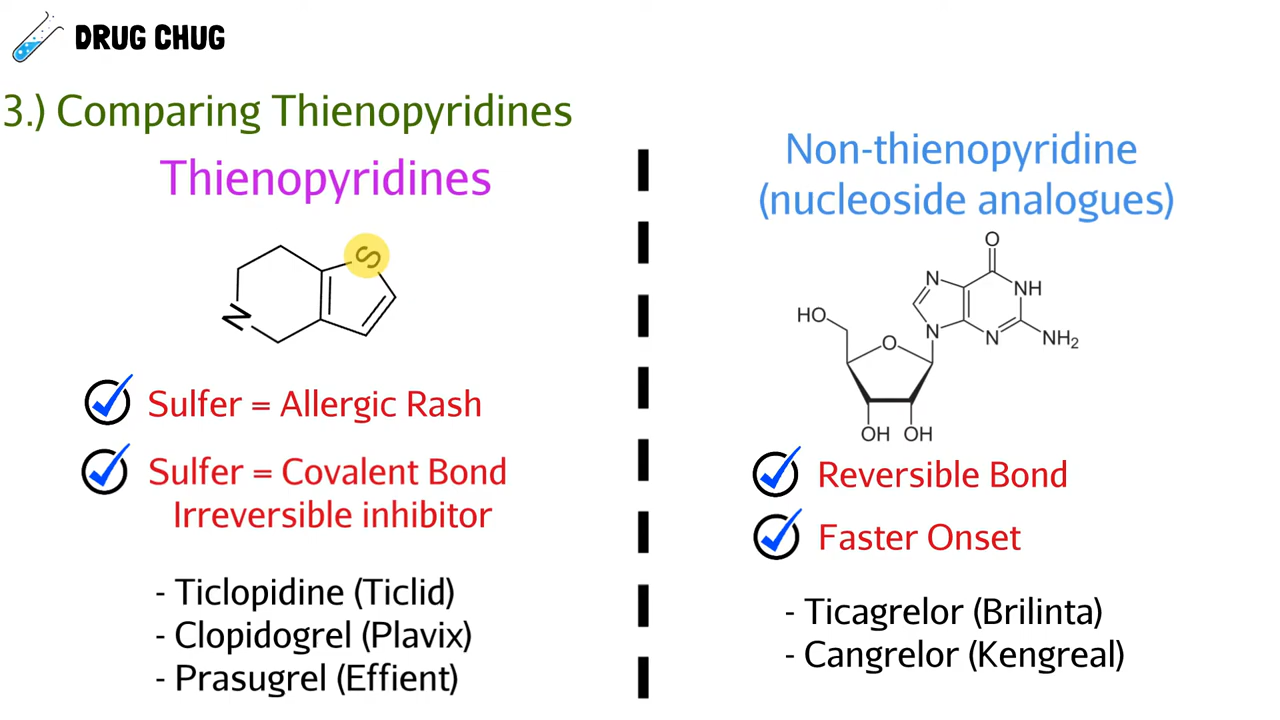 DRUG CHUG
3.) Comparing Thienopyridines
Thienopyridines
S
N
Sulfer = Allergic Rash
Sulfer = Covalent Bond
Irreversible inhibitor
- Ticlopidine (Ticlid)
- Clopidogrel (Plavix)
- Prasugrel (Effient)
Non-thienopyridine
(nucleoside analogues)
O
N
NH
HO
O
N
N
NH₂
OH OH
Reversible Bond
Faster Onset
- Ticagrelor (Brilinta)
- Cangrelor (Kengreal)